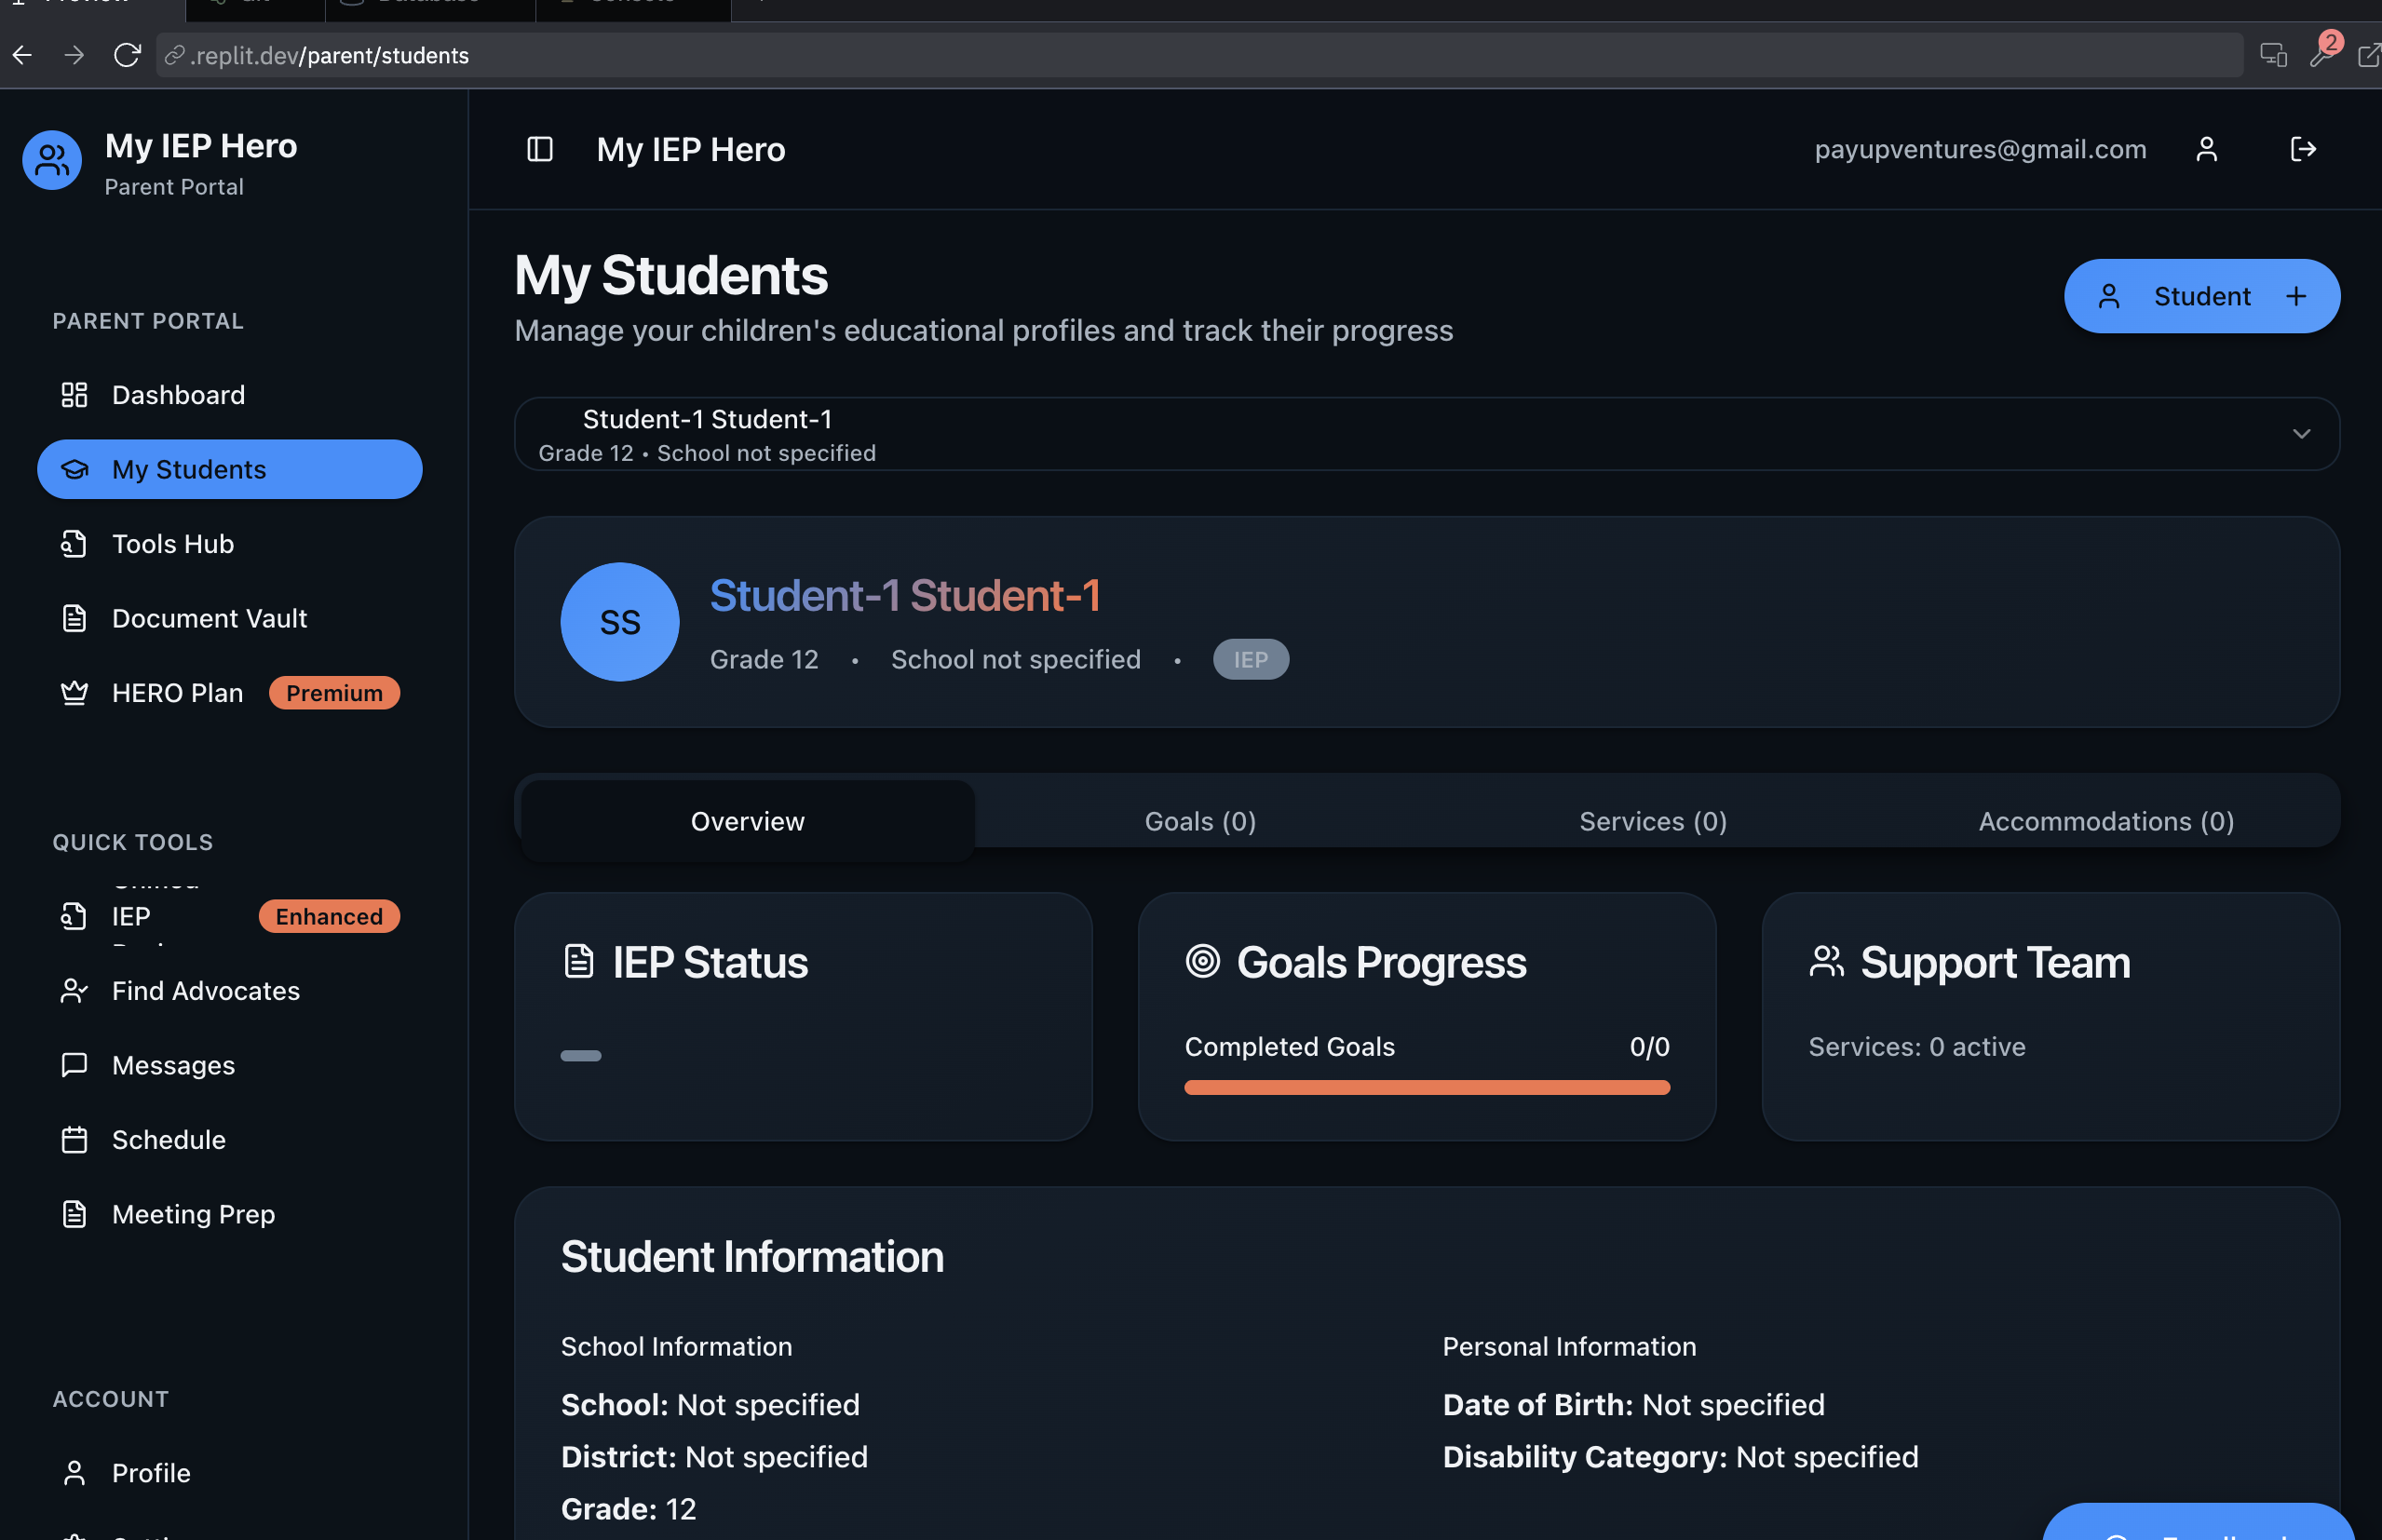 .replit.dev/parent/students
2
My IEP Hero
Parent Portal
My IEP Hero
payupventures@gmail.com
My Students
Manage your children's educational profiles and track their progress
Student +
PARENT PORTAL
Dashboard
My Students
Tools Hub
Document Vault
HERO Plan Premium
QUICK TOOLS
IEP Enhanced
Find Advocates
Messages
Schedule
Meeting Prep
ACCOUNT
Profile
Student-1 Student-1
Grade 12 • School not specified
SS
Student-1 Student-1
Grade 12 • School not specified • IEP
Overview
Goals (0)
Services (0)
Accommodations (0)
IEP Status
Goals Progress
Completed Goals 0/0
Support Team
Services: 0 active
Student Information
School Information
School: Not specified
District: Not specified
Grade: 12
Personal Information
Date of Birth: Not specified
Disability Category: Not specified